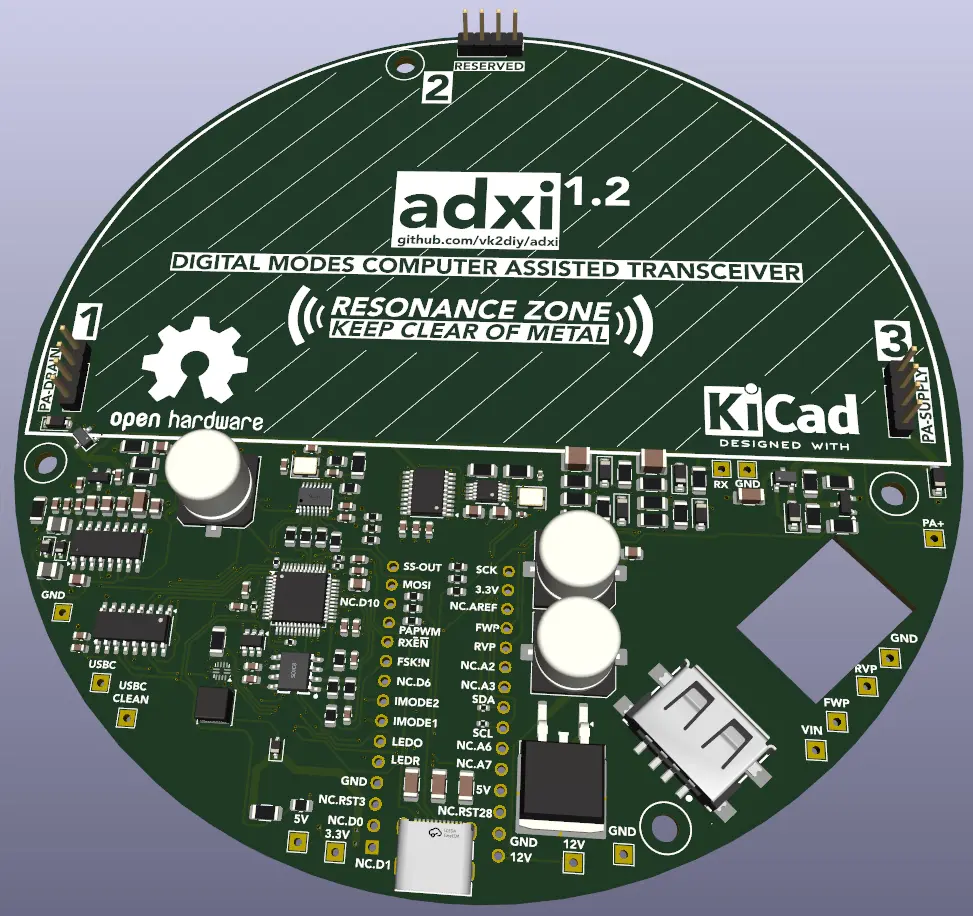 RESERVED
2
adxi 1.2
github.com/vk2diy/adxi
DIGITAL MODES COMPUTER ASSISTED TRANSCEIVER
RESONANCE ZONE
KEEP CLEAR OF METAL
1
PA-DRAIN
open hardware
3
PA-SUPPLY
KiCad
DESIGNED WITH
RX GND
PA+
SS-OUT
SCK
MOSI
3.3V
GND
NC.D10
NC.AREF
PAPWM
FWP
RXEN
RVP
GND
USBC
FSK!N
NC.A2
RVP
USBC
CLEAN
NC.D6
NC.A3
IMODE2
SDA
FWP
IMODE1
SCL
VIN
LEDO
NC.A6
LEDR
NC.A7
GND
5V
NC.RST3
NC.RST28
5V
NC.D0
3.3V
GND
GND
12V
12V
NC.D1